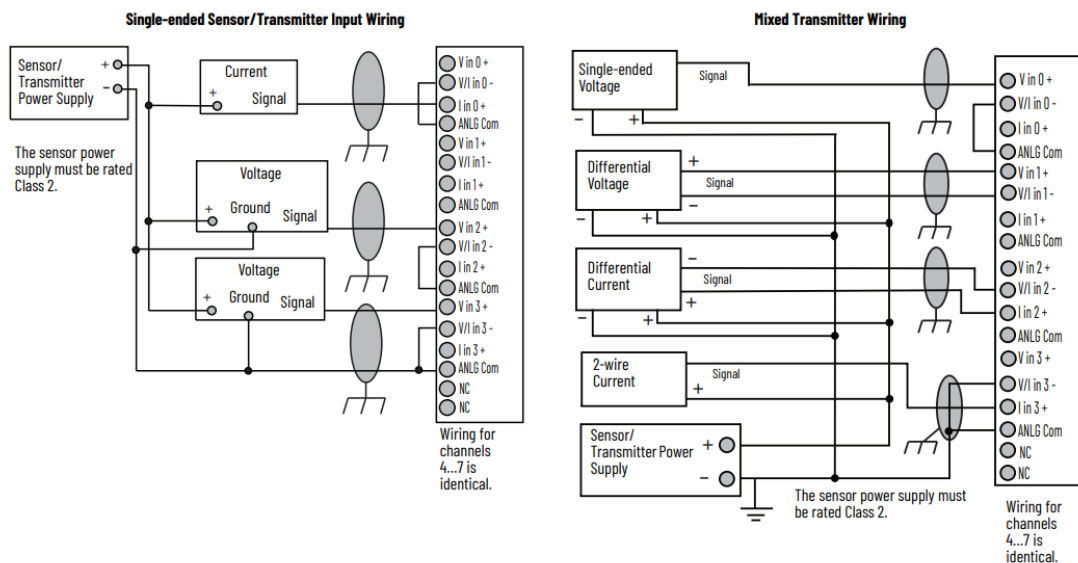 Single-ended Sensor/Transmitter Input Wiring
Sensor/
Transmitter
Power Supply
+
−
The sensor power
supply must be rated
Class 2.
Current
+
Signal
Voltage
+
Ground
Signal
Voltage
+
Ground
Signal
V in 0 +
V/I in 0 -
I in 0 +
ANLG Com
V in 1 +
V/I in 1 -
I in 1 +
ANLG Com
V in 2 +
V/I in 2 -
I in 2 +
ANLG Com
V in 3 +
V/I in 3 -
I in 3 +
ANLG Com
NC
NC
Wiring for
channels
4...7 is
identical.
Mixed Transmitter Wiring
Single-ended
Voltage
Signal
−
+
Differential
Voltage
+
Signal
−
−
+
Differential
Current
−
Signal
+
−
+
2-wire
Current
Signal
+
Sensor/
Transmitter Power
Supply
+
−
The sensor power supply must
be rated Class 2.
V in 0 +
V/I in 0 -
I in 0 +
ANLG Com
V in 1 +
V/I in 1 -
I in 1 +
ANLG Com
V in 2 +
V/I in 2 -
I in 2 +
ANLG Com
V in 3 +
V/I in 3 -
I in 3 +
ANLG Com
NC
NC
Wiring for
channels
4...7 is
identical.